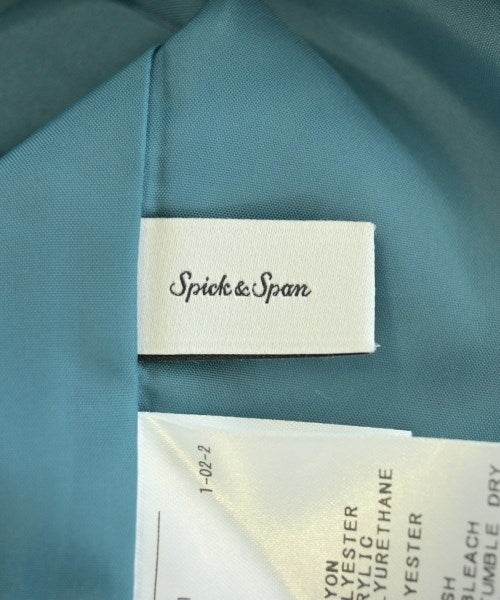 Spick & Span
1-02-2
YON
LYESTER
RYLIC
LYURETHANE
YESTER
SH
BLEACH
TUMBLE DRY